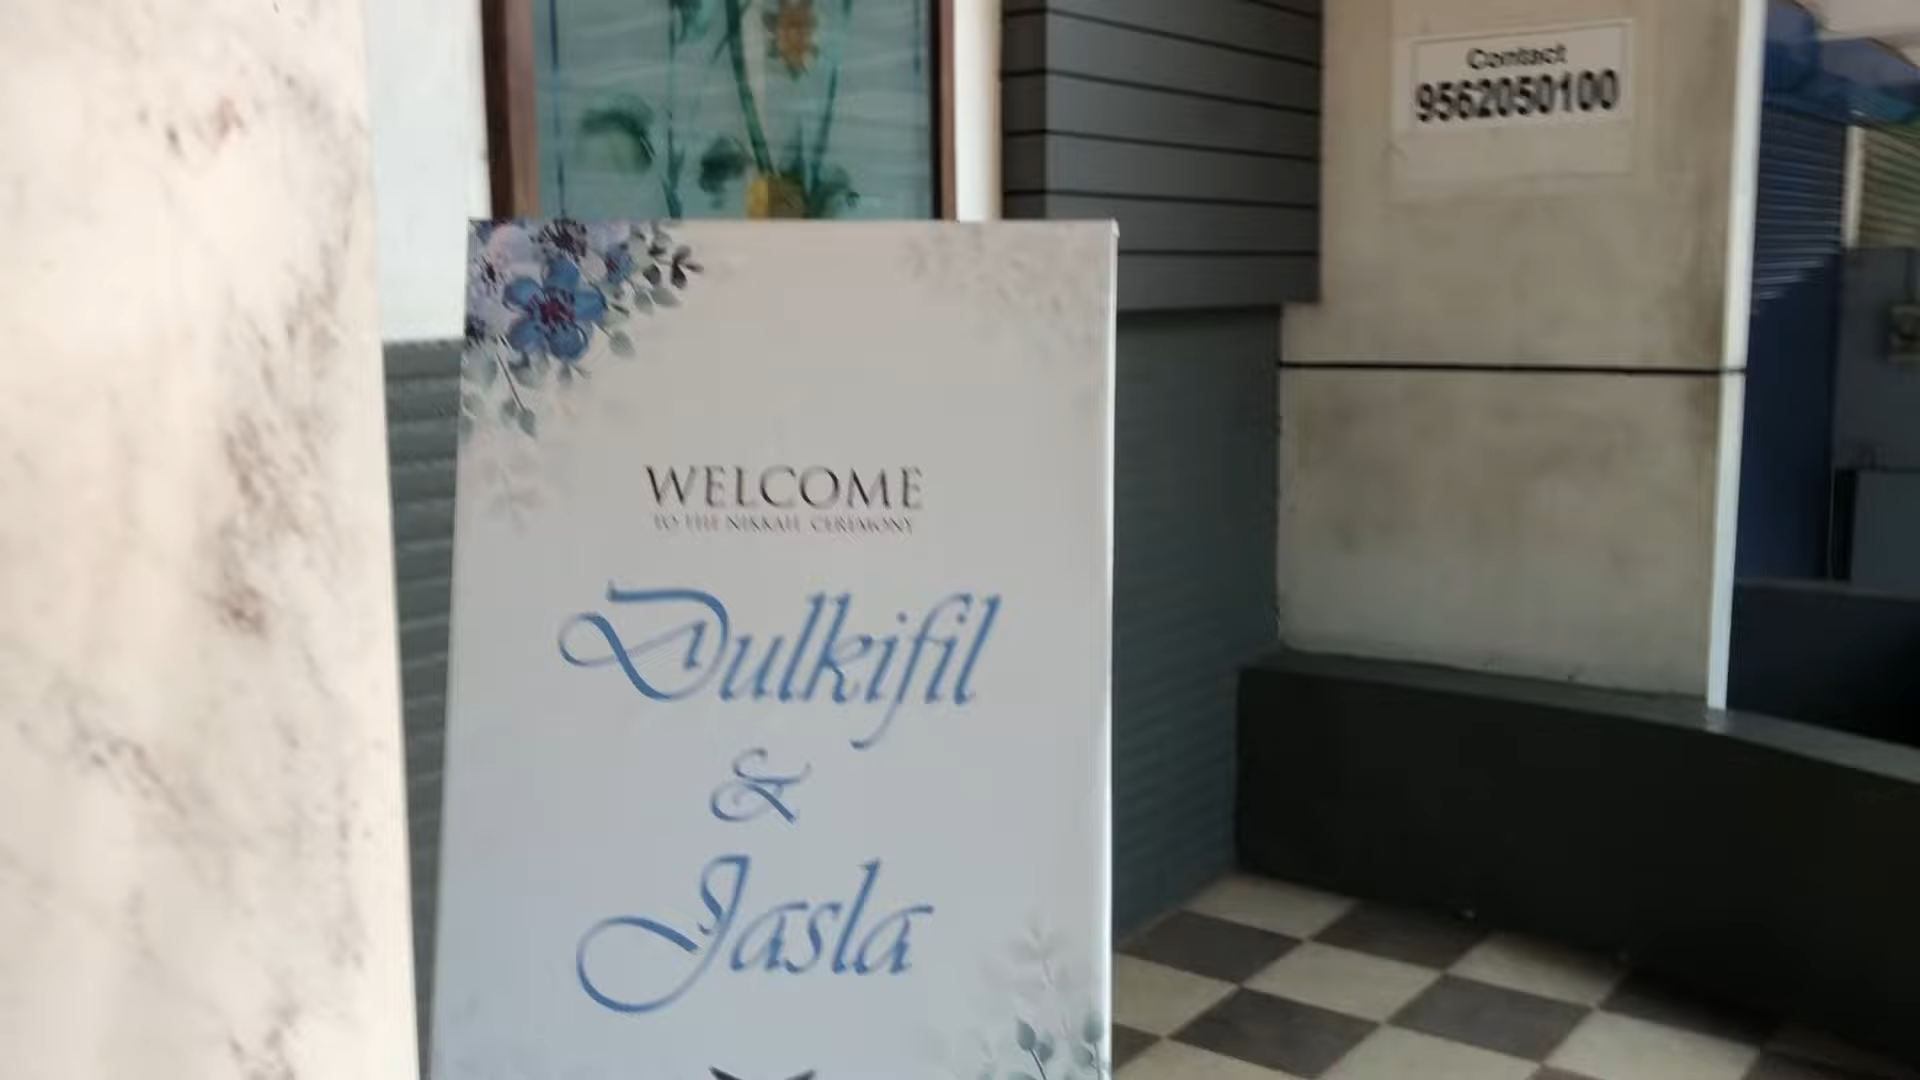 Contact
9562050100
WELCOME
TO THE NIKKAH CEREMONY
Dulkifil
&
Jasla